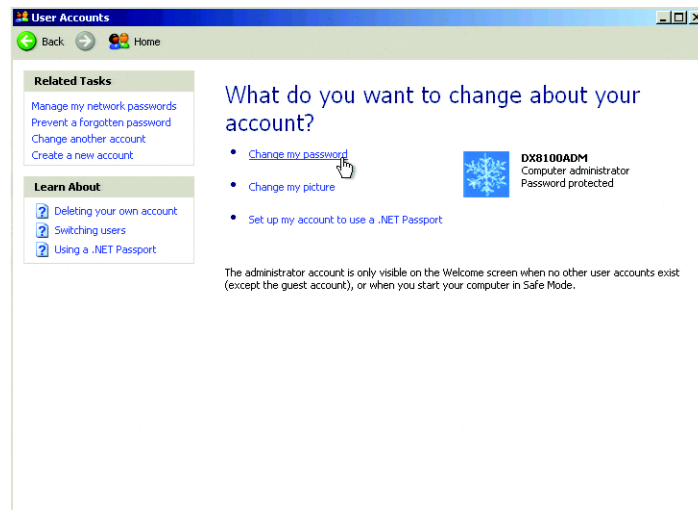 User Accounts
Back
Home
Related Tasks
Manage my network passwords
Prevent a forgotten password
Change another account
Create a new account
Learn About
Deleting your own account
Switching users
Using a .NET Passport
What do you want to change about your
account?
Change my password
Change my picture
Set up my account to use a .NET Passport
DX8100ADM
Computer administrator
Password protected
The administrator account is only visible on the Welcome screen when no other user accounts exist
(except the guest account), or when you start your computer in Safe Mode.